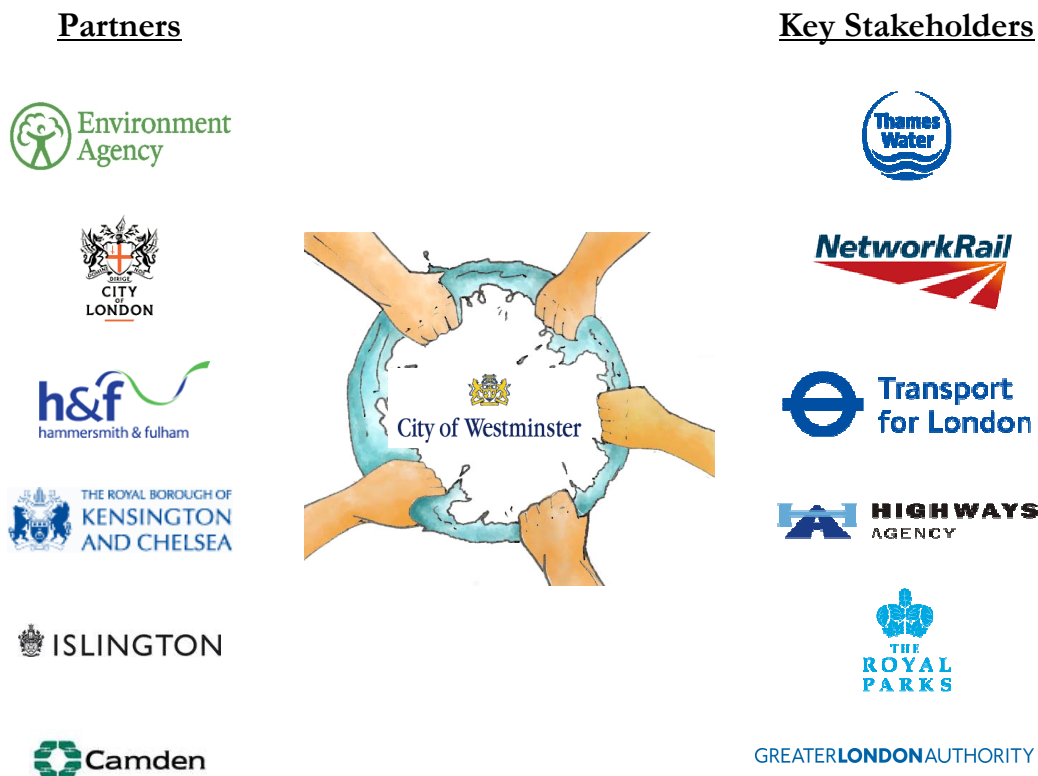 Partners
Key Stakeholders
Environment
Agency
DIRIGE
CITY
OF
LONDON
h&f
hammersmith & fulham
THE ROYAL BOROUGH OF
KENSINGTON
AND CHELSEA
ISLINGTON
Camden
City of Westminster
Thames
Water
NetworkRail
Transport
for London
HIGHWAYS
AGENCY
THE
ROYAL
PARKS
GREATERLONDONAUTHORITY